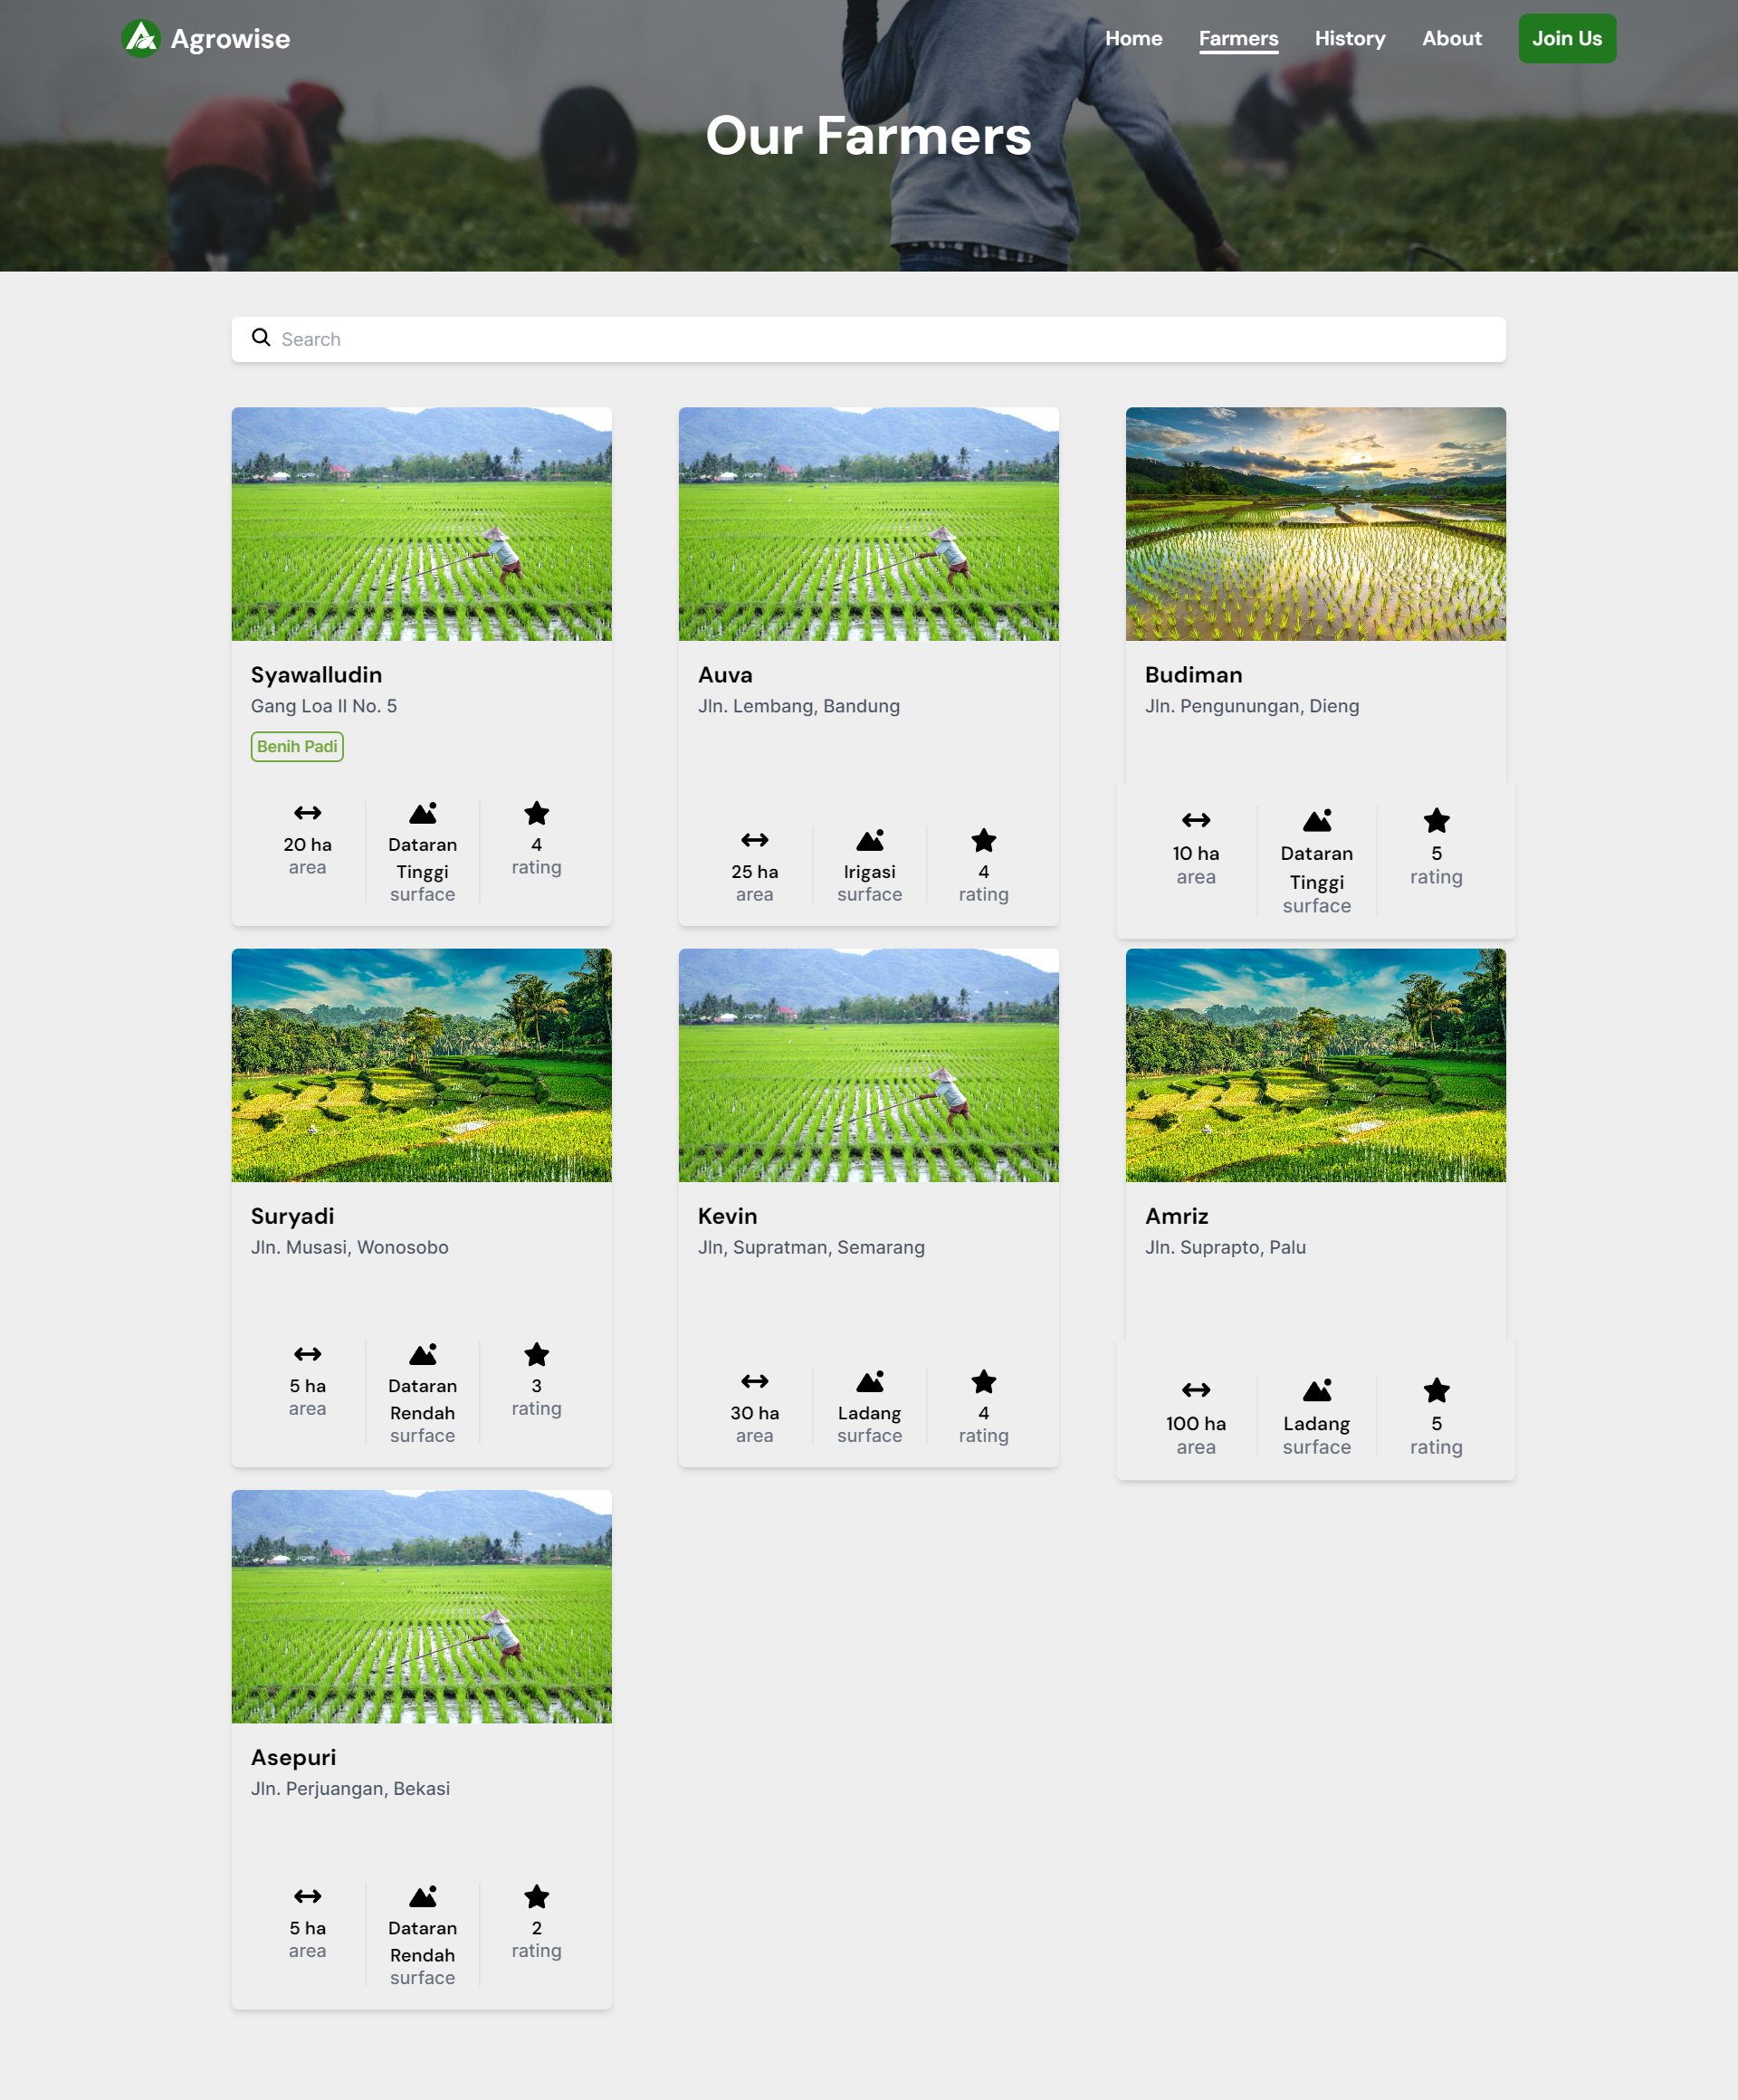 Agrowise
Home Farmers History About Join Us
Our Farmers
Search
Syawalludin
Gang Loa II No. 5
Benih Padi
20 ha
area
Dataran
Tinggi
surface
4
rating
Auva
Jln. Lembang, Bandung
25 ha
area
Irigasi
surface
4
rating
Budiman
Jln. Pengunungan, Dieng
10 ha
area
Dataran
Tinggi
surface
5
rating
Suryadi
Jln. Musasi, Wonosobo
5 ha
area
Dataran
Rendah
surface
3
rating
Kevin
Jln, Supratman, Semarang
30 ha
area
Ladang
surface
4
rating
Amriz
Jln. Suprapto, Palu
100 ha
area
Ladang
surface
5
rating
Asepuri
Jln. Perjuangan, Bekasi
5 ha
area
Dataran
Rendah
surface
2
rating